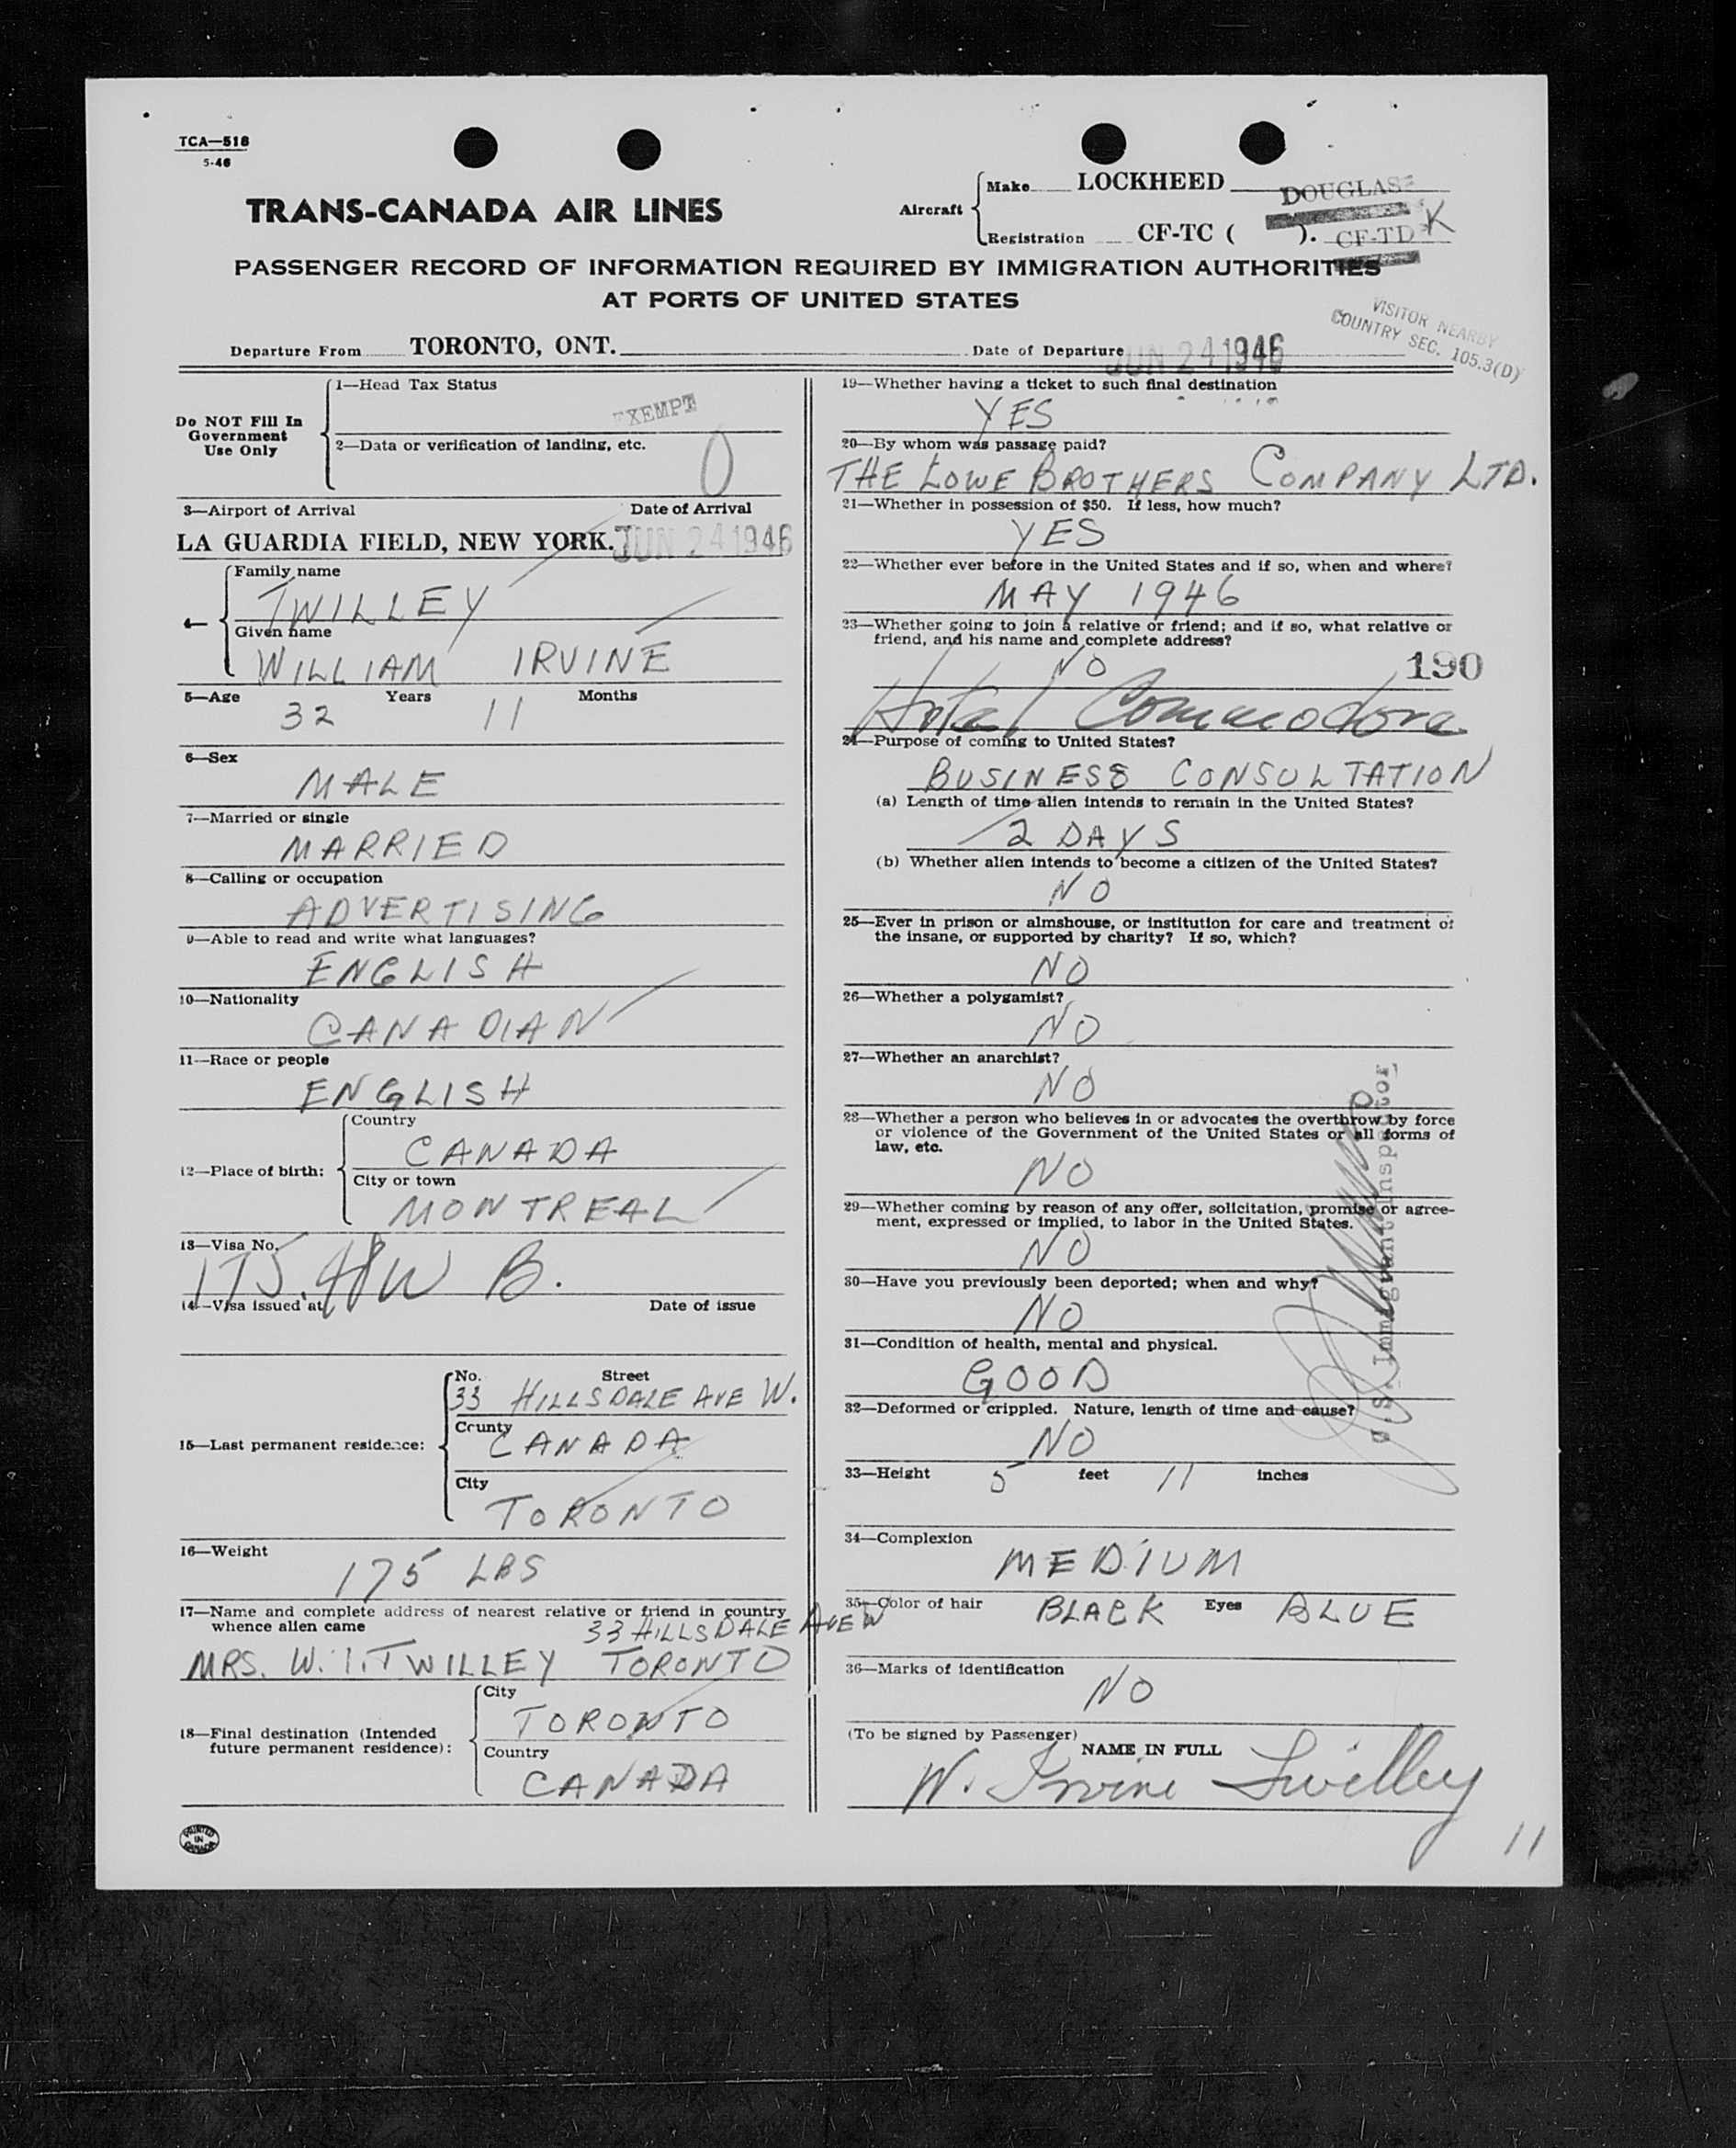 TCA—518
5-46
TRANS-CANADA AIR LINES
Aircraft
Make LOCKHEED DOUGLAS
Registration CF-TC ( ). CF-TD K
PASSENGER RECORD OF INFORMATION REQUIRED BY IMMIGRATION AUTHORITIES
AT PORTS OF UNITED STATES
VISITOR NEARBY
COUNTRY SEC. 105.3(D)
Departure From TORONTO, ONT. Date of Departure JUN 24 1946
Do NOT Fill In
Government
Use Only
1—Head Tax Status
EXEMPT
2—Data or verification of landing, etc.
0
3—Airport of Arrival Date of Arrival
LA GUARDIA FIELD, NEW YORK. JUN 24 1946
4—
Family name
TWILLEY
Given name
WILLIAM IRVINE
5—Age Years Months
32 11
6—Sex
MALE
7—Married or single
MARRIED
8—Calling or occupation
ADVERTISING
9—Able to read and write what languages?
ENGLISH
10—Nationality
CANADIAN
11—Race or people
ENGLISH
12—Place of birth:
Country
CANADA
City or town
MONTREAL
13—Visa No.
175. B.
14—Visa issued at Date of issue
15—Last permanent residence:
No. Street
33 HILLSDALE AVE W.
County
CANADA
City
TORONTO
16—Weight
175 LBS
17—Name and complete address of nearest relative or friend in country
whence alien came
33 HILLSDALE AVE W
MRS. W. I. TWILLEY TORONTO
18—Final destination (Intended
future permanent residence):
City
TORONTO
Country
CANADA
PRINTED
IN
CANADA
19—Whether having a ticket to such final destination
YES
20—By whom was passage paid?
THE LOWE BROTHERS COMPANY LTD.
21—Whether in possession of $50. If less, how much?
YES
22—Whether ever before in the United States and if so, when and where?
MAY 1946
23—Whether going to join a relative or friend; and if so, what relative or
friend, and his name and complete address?
NO 190
Hotel Commodore
24—Purpose of coming to United States?
BUSINESS CONSULTATION
(a) Length of time alien intends to remain in the United States?
2 DAYS
(b) Whether alien intends to become a citizen of the United States?
NO
25—Ever in prison or almshouse, or institution for care and treatment of
the insane, or supported by charity? If so, which?
NO
26—Whether a polygamist?
NO
27—Whether an anarchist?
NO
28—Whether a person who believes in or advocates the overthrow by force
or violence of the Government of the United States or all forms of
law, etc.
NO
29—Whether coming by reason of any offer, solicitation, promise or agree-
ment, expressed or implied, to labor in the United States.
NO
30—Have you previously been deported; when and why?
NO
31—Condition of health, mental and physical.
GOOD
32—Deformed or crippled. Nature, length of time and cause?
NO
33—Height 5 feet 11 inches
34—Complexion
MEDIUM
35—Color of hair BLACK Eyes BLUE
36—Marks of identification
NO
U.S. Immigrant Inspector
(To be signed by Passenger)
NAME IN FULL
W. Irvine Twilley
11